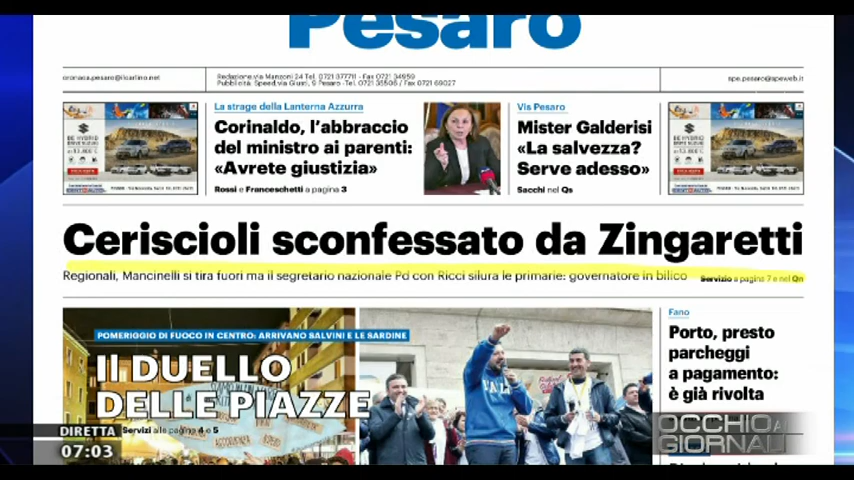 Pesaro
cronaca.pesaro@ilcarlino.net
Redazione: via Manzoni 24 Tel. 0721 377711 - Fax 0721 34959
Pubblicità: Speed, via Giusti, 9 Pesaro - Tel. 0721 35506 / Fax 0721 69027
spe.pesaro@speweb.it
La strage della Lanterna Azzurra
Corinaldo, l'abbraccio
del ministro ai parenti:
«Avrete giustizia»
Rossi e Franceschetti a pagina 3
Vis Pesaro
Mister Galderisi
«La salvezza?
Serve adesso»
Sacchi nel Qs
Ceriscioli sconfessato da Zingaretti
Regionali, Mancinelli si tira fuori ma il segretario nazionale Pd con Ricci silura le primarie: governatore in bilico
Servizio a pagina 7 e nel Qn
POMERIGGIO DI FUOCO IN CENTRO: ARRIVANO SALVINI E LE SARDINE
Il DUELLO
DELLE PIAZZE
Servizi alle pagine 4 e 5
Fano
Porto, presto
parcheggi
a pagamento:
è già rivolta
DIRETTA
07:03
OCCHIO AI
GIORNALI